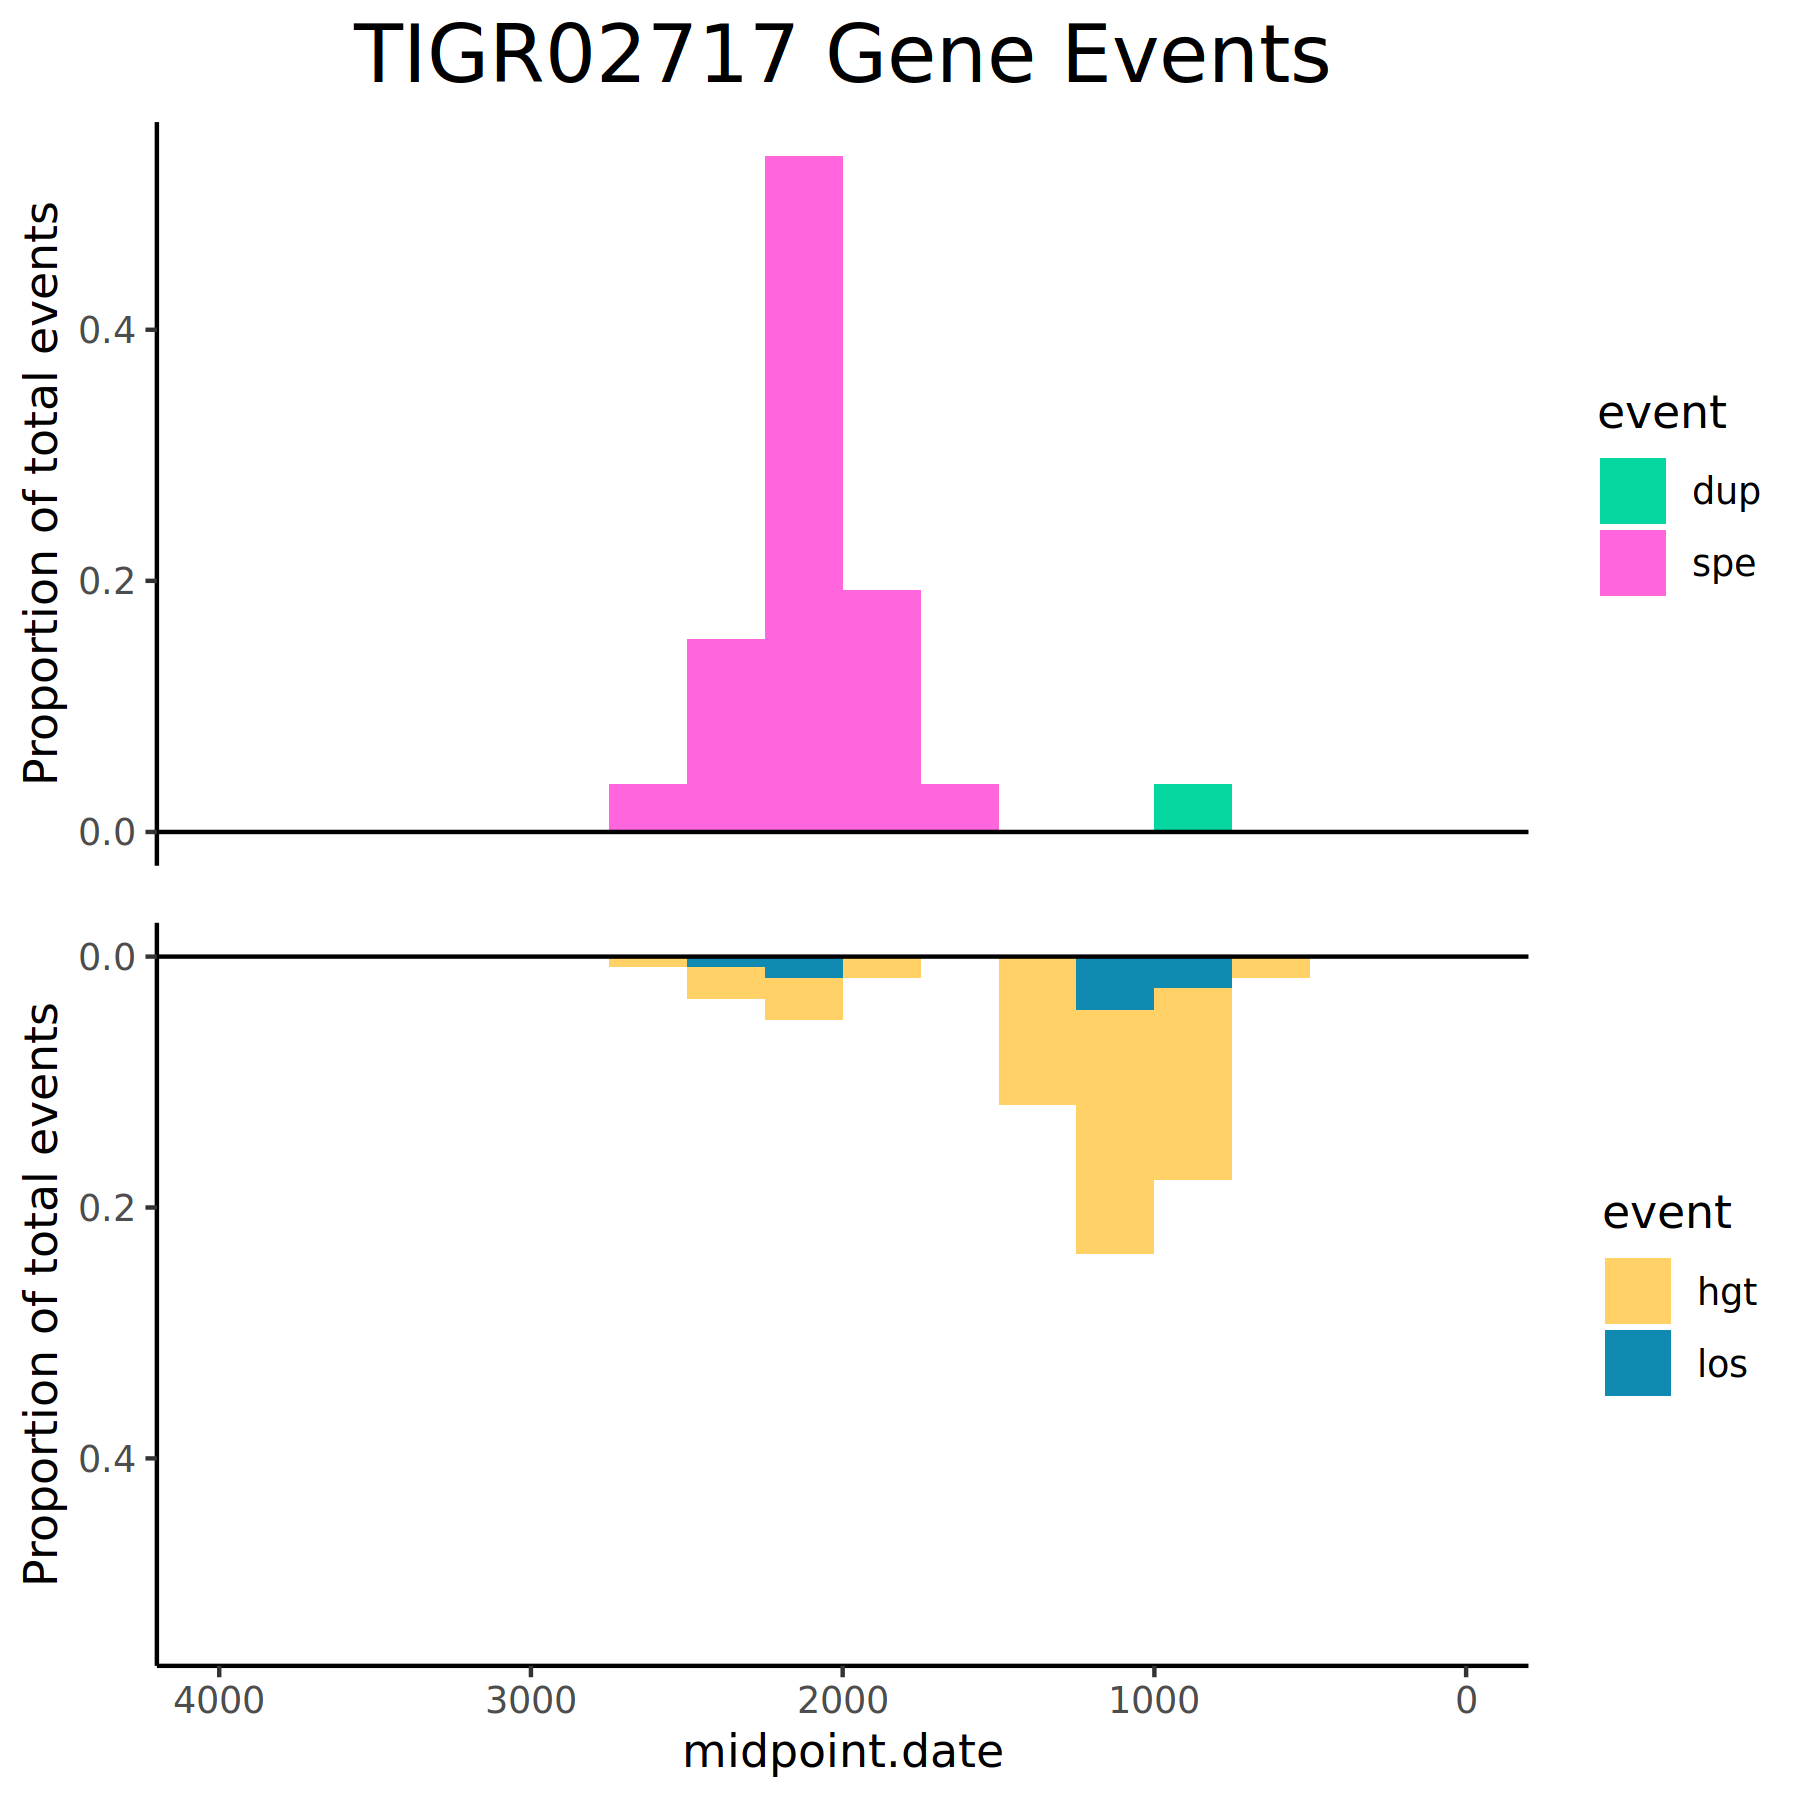 TIGR02717 Gene Events
Proportion of total events
0.4
0.2
0.0
event
dup
spe
Proportion of total events
0.0
0.2
0.4
event
hgt
los
4000 3000 2000 1000 0
midpoint.date